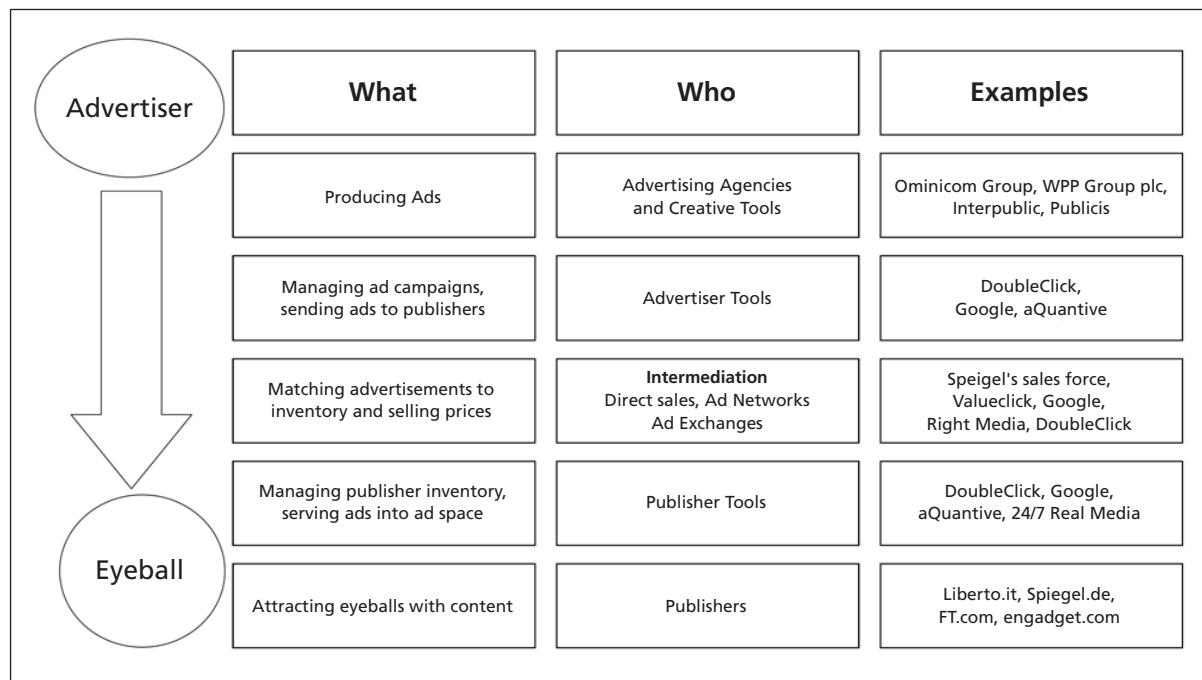 Advertiser
What
Who
Examples
Producing Ads
Advertising Agencies
and Creative Tools
Ominicom Group, WPP Group plc,
Interpublic, Publicis
Managing ad campaigns,
sending ads to publishers
Advertiser Tools
DoubleClick,
Google, aQuantive
Matching advertisements to
inventory and selling prices
Intermediation
Direct sales, Ad Networks
Ad Exchanges
Speigel's sales force,
Valueclick, Google,
Right Media, DoubleClick
Managing publisher inventory,
serving ads into ad space
Publisher Tools
DoubleClick, Google,
aQuantive, 24/7 Real Media
Eyeball
Attracting eyeballs with content
Publishers
Liberto.it, Spiegel.de,
FT.com, engadget.com